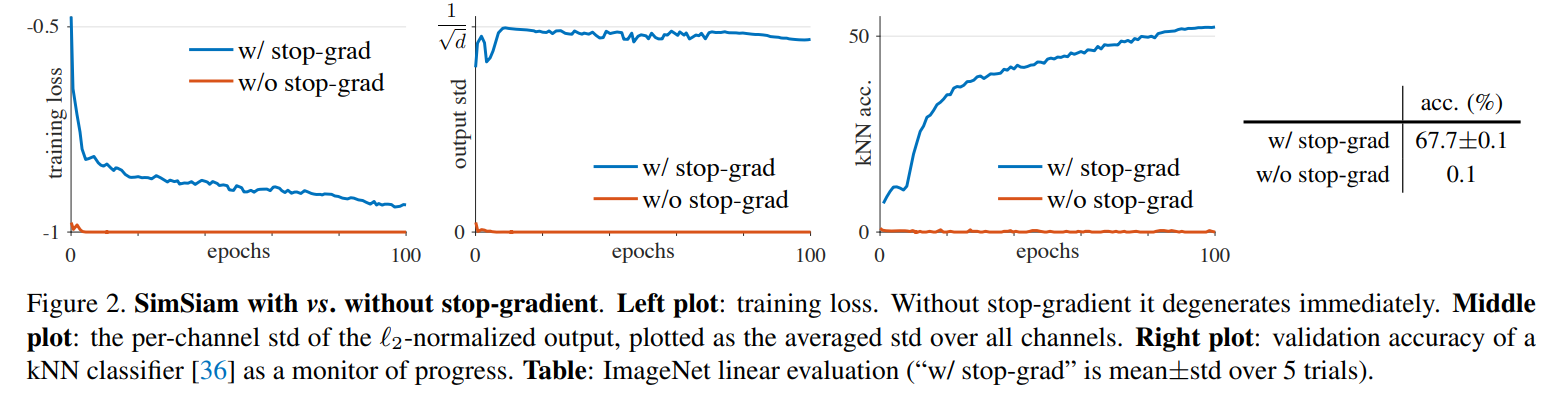 -0.5
-1
training loss
w/ stop-grad
w/o stop-grad
0
epochs
100
1
√d
0
output std
w/ stop-grad
w/o stop-grad
0
epochs
100
50
0
kNN acc.
w/ stop-grad
w/o stop-grad
0
epochs
100
acc. (%)
w/ stop-grad 67.7±0.1
w/o stop-grad 0.1
Figure 2. SimSiam with vs. without stop-gradient. Left plot: training loss. Without stop-gradient it degenerates immediately. Middle
plot: the per-channel std of the ℓ₂-normalized output, plotted as the averaged std over all channels. Right plot: validation accuracy of a
kNN classifier [36] as a monitor of progress. Table: ImageNet linear evaluation (“w/ stop-grad” is mean±std over 5 trials).